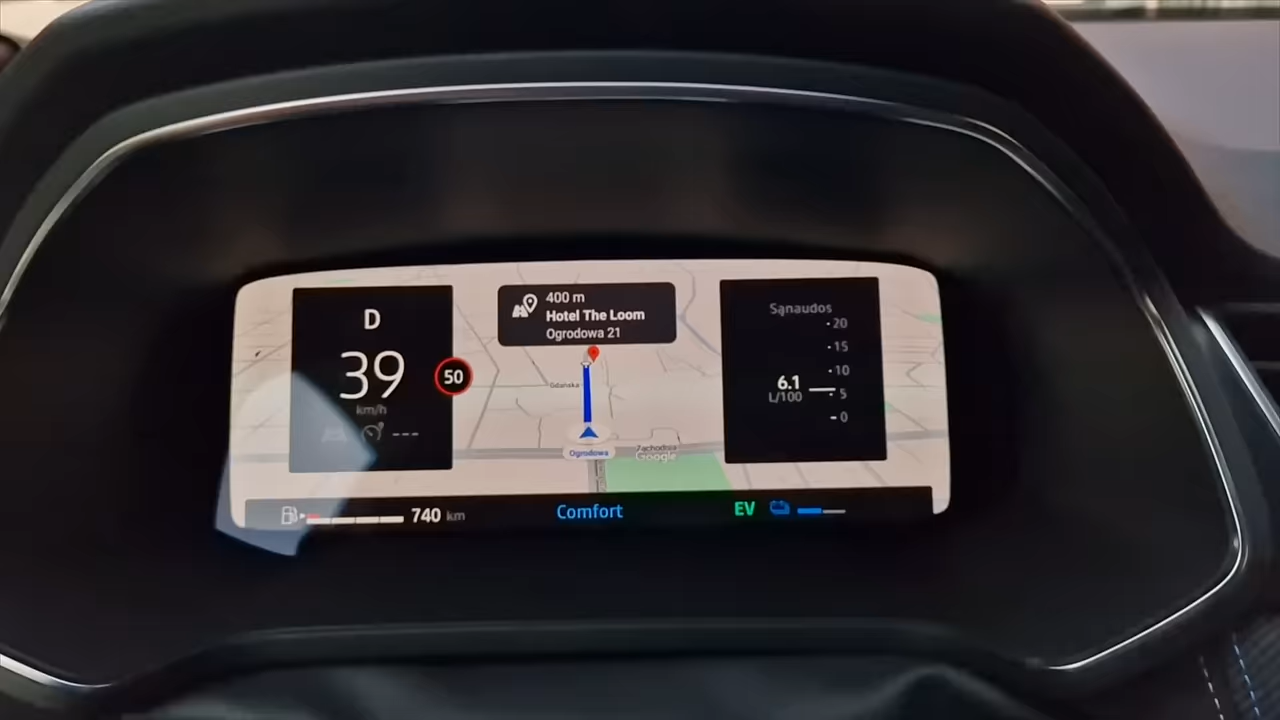 D
39
km/h
---
50
400 m
Hotel The Loom
Ogrodowa 21
Gdańska
Ogrodowa
Zachodnia
Google
Sąnaudos
20
15
10
5
0
6.1
L/100
740 km
Comfort
EV